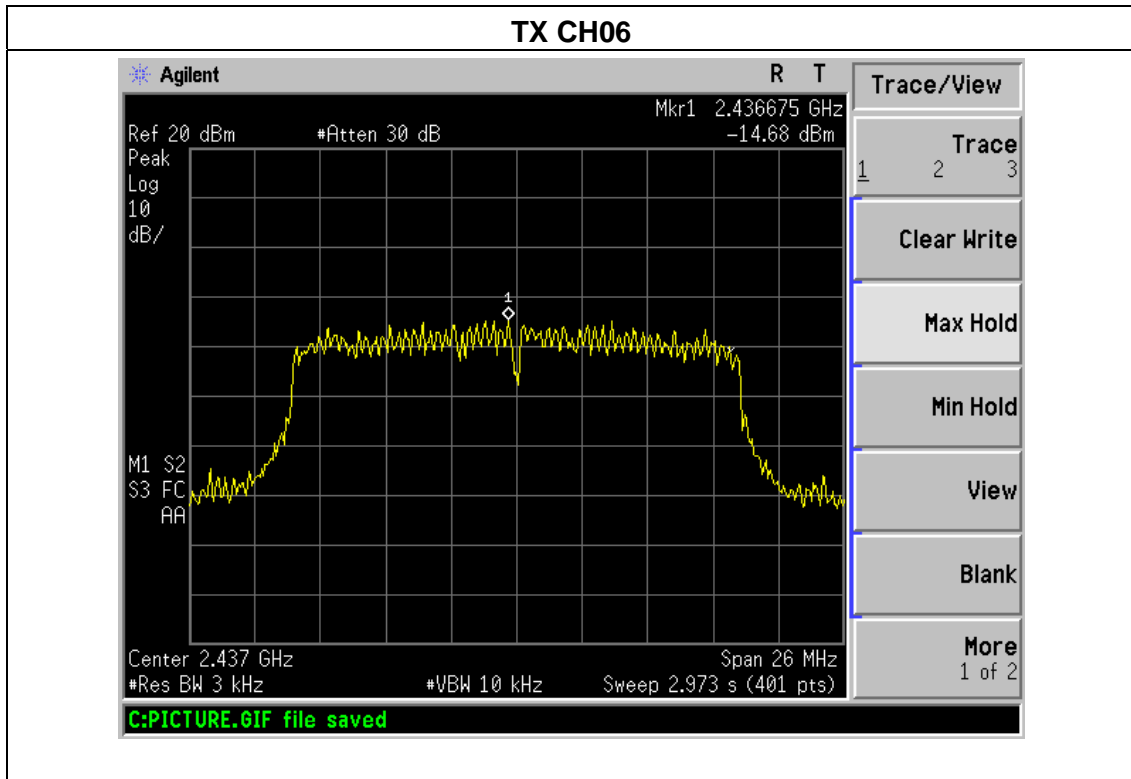 TX CH06
Agilent R T
Mkr1 2.436675 GHz
Ref 20 dBm #Atten 30 dB -14.68 dBm
Peak
Log
10
dB/
1
M1 S2
S3 FC
AA
Center 2.437 GHz Span 26 MHz
#Res BW 3 kHz #VBW 10 kHz Sweep 2.973 s (401 pts)
C:PICTURE.GIF file saved
Trace/View
Trace
1 2 3
Clear Write
Max Hold
Min Hold
View
Blank
More
1 of 2